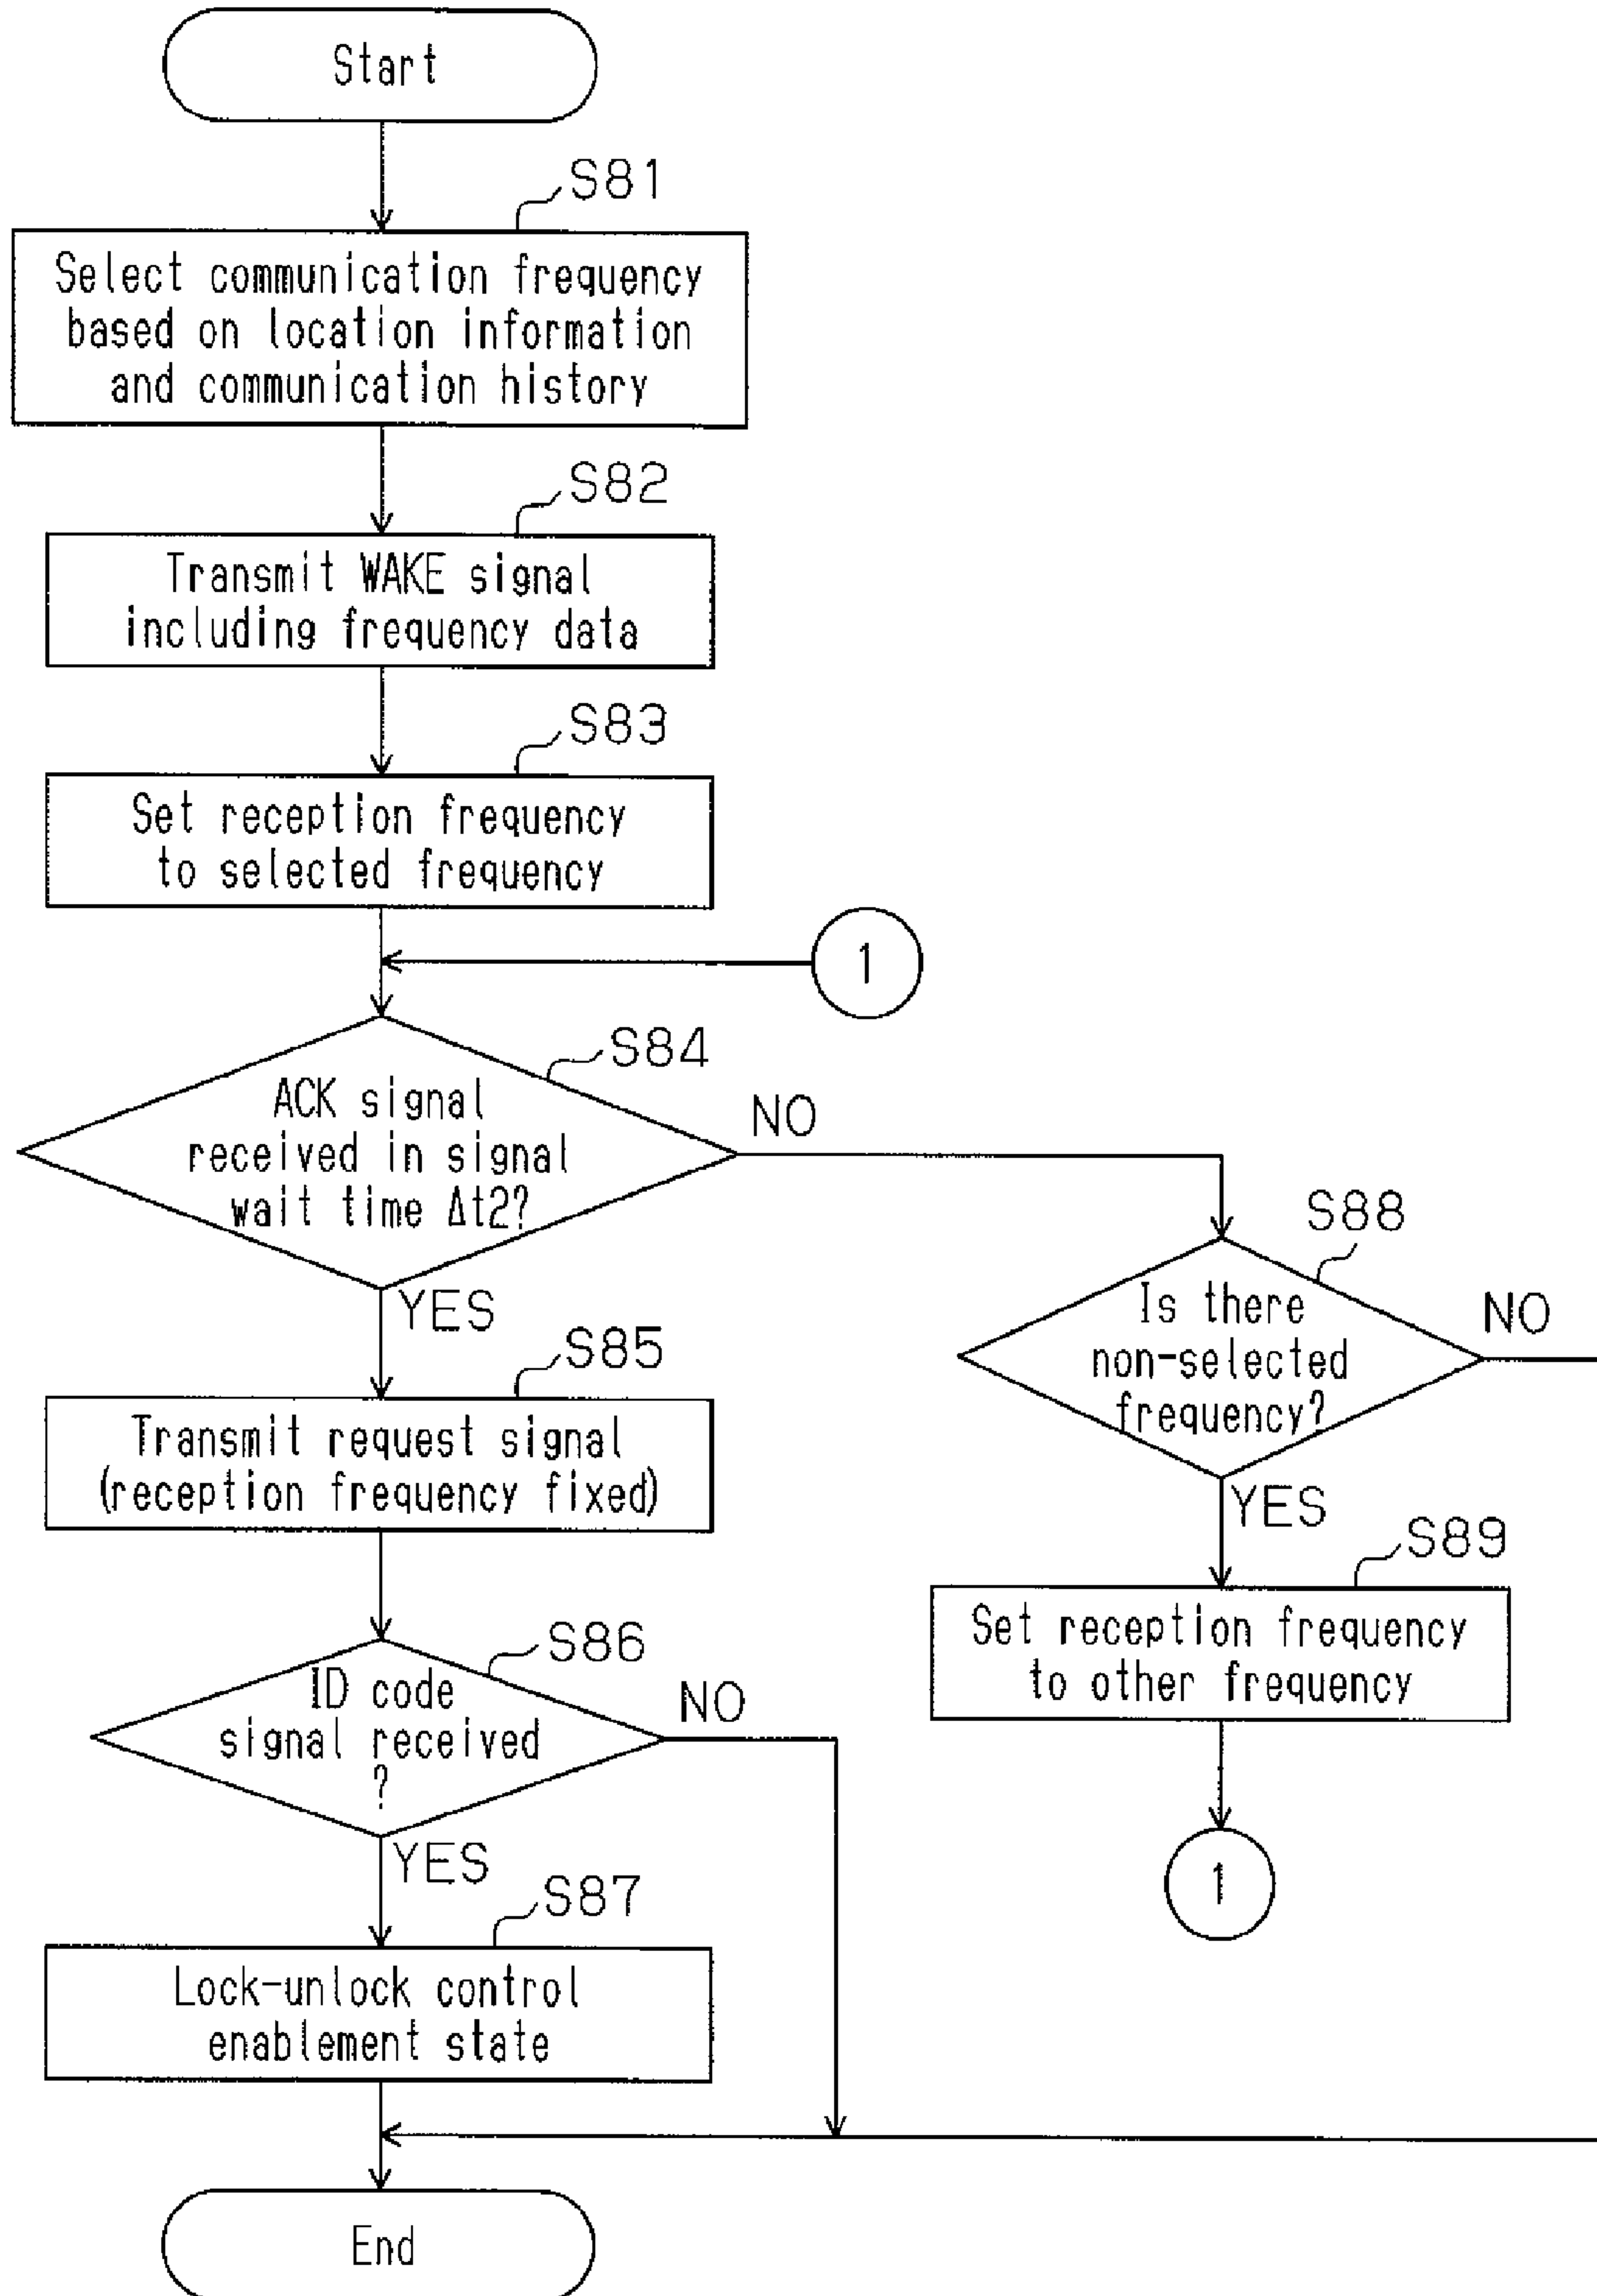 Start
S81
Select communication frequency
based on location information
and communication history
S82
Transmit WAKE signal
including frequency data
S83
Set reception frequency
to selected frequency
1
S84
ACK signal
received in signal
wait time Δt2?
NO
YES
S88
Is there
non-selected
frequency?
NO
YES
S85
Transmit request signal
(reception frequency fixed)
S89
Set reception frequency
to other frequency
1
S86
ID code
signal received
?
NO
YES
S87
Lock-unlock control
enablement state
End